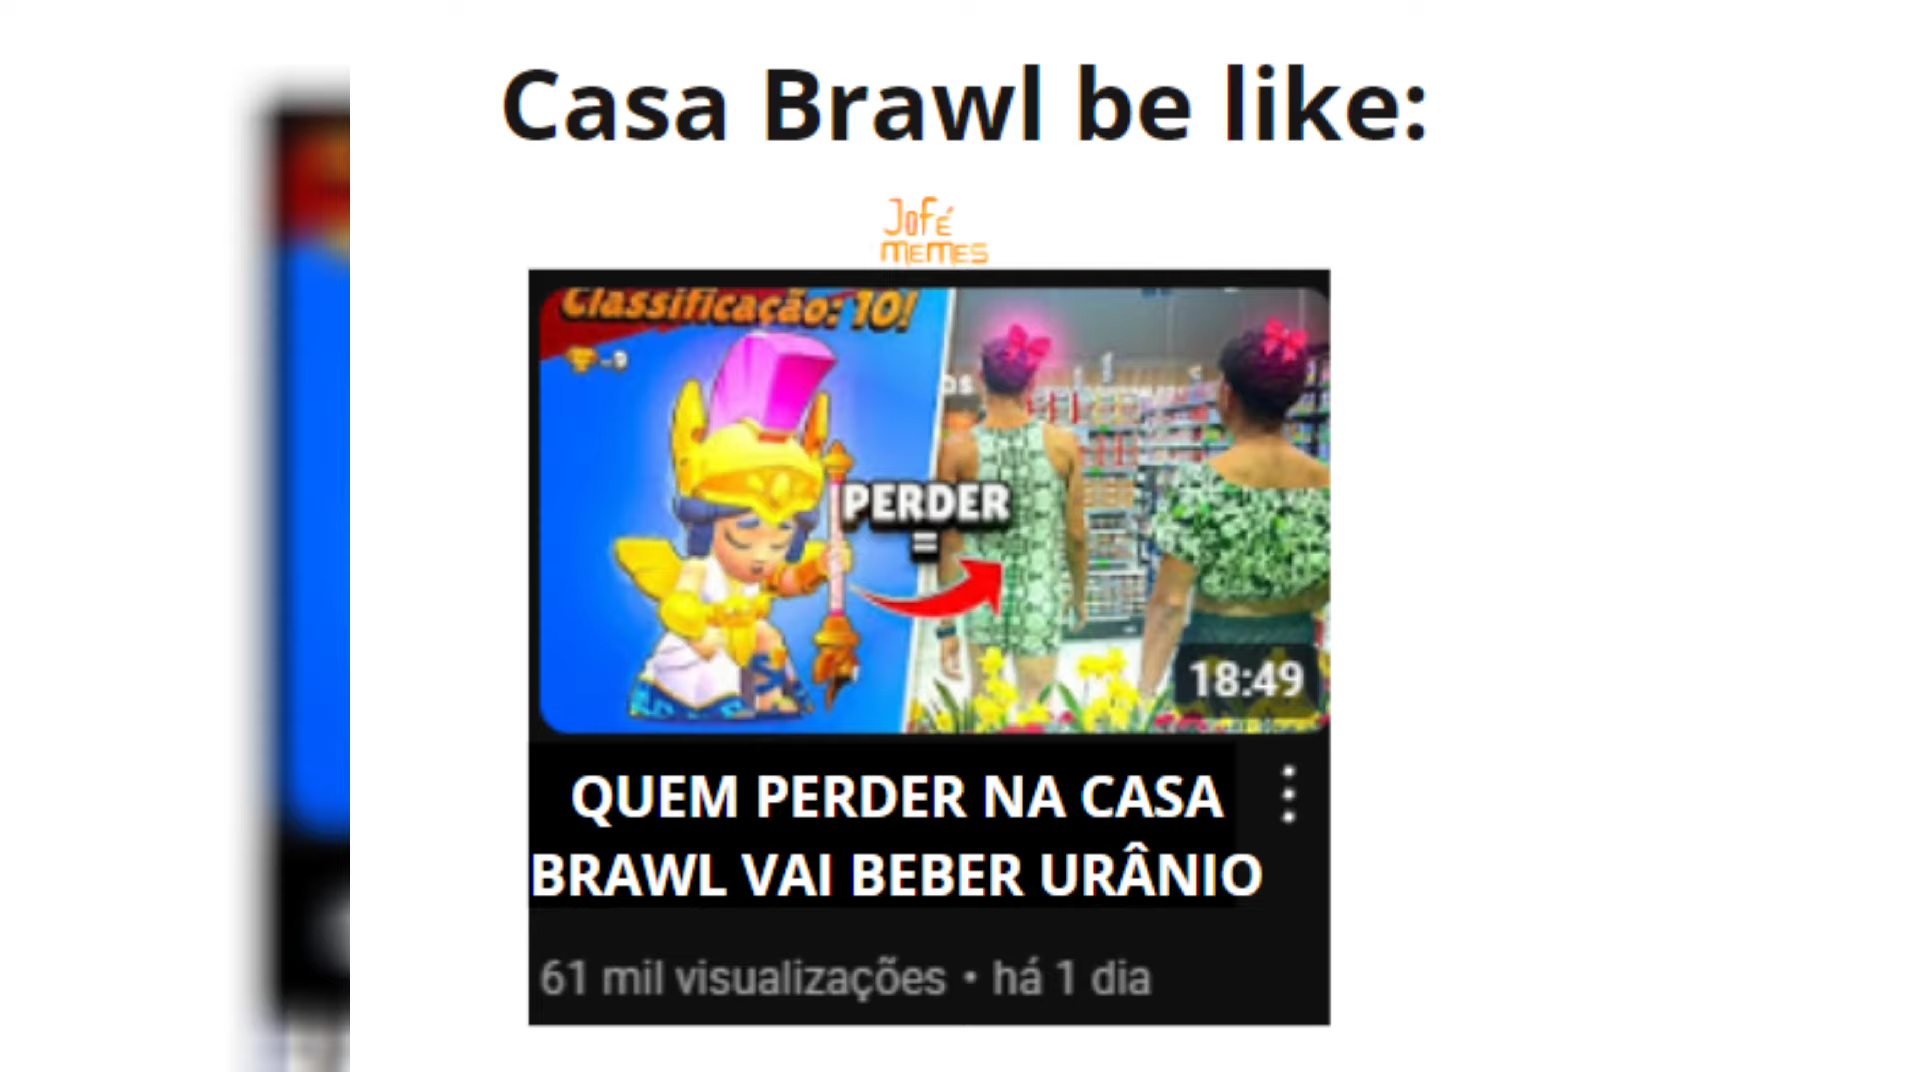 Casa Brawl be like:
Jofé
MEMES
Classificação: 10!
-9
PERDER
=
18:49
QUEM PERDER NA CASA
BRAWL VAI BEBER URÂNIO
61 mil visualizações • há 1 dia